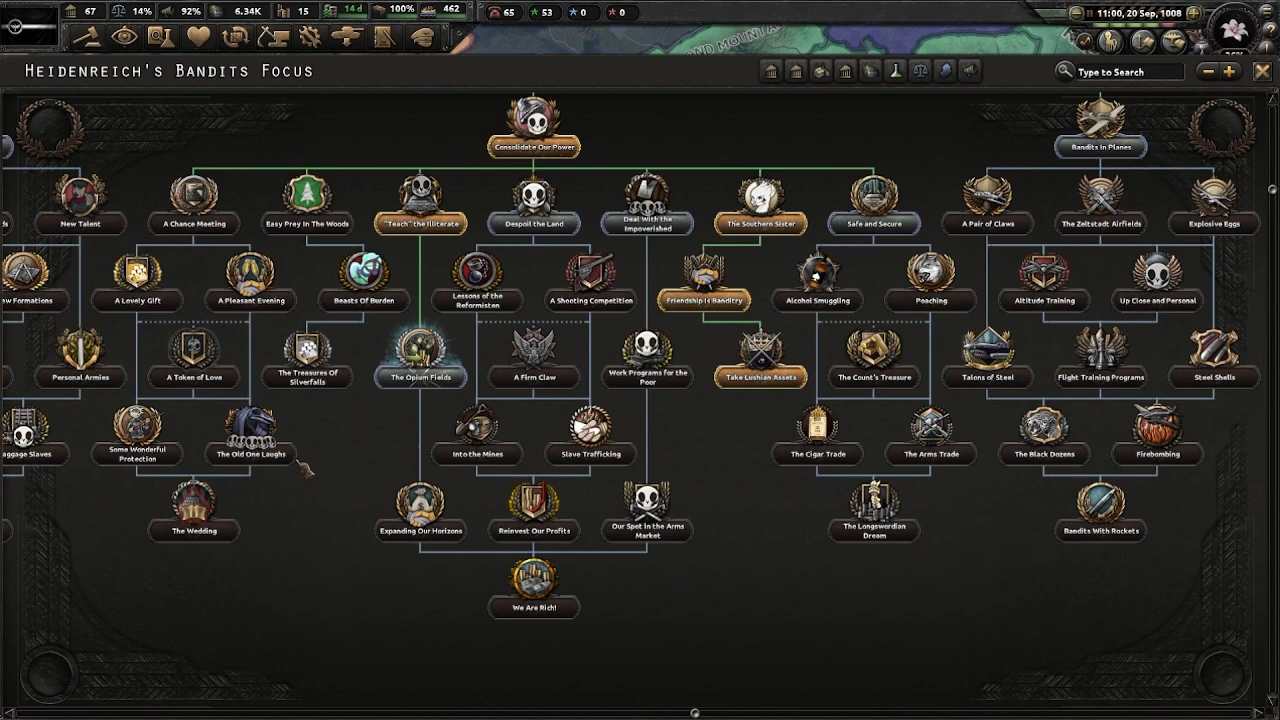 67 14% 92% 6.34K 15 14 d 100% 462 65 53 0 0 11:00, 20 Sep, 1008
OND MOUNTA
HEIDENREICH'S BANDITS FOCUS
Type to Search
Consolidate Our Power
Bandits In Planes
New Talent
A Chance Meeting
Easy Prey In The Woods
"Teach" the Illiterate
Despoil the Land
Deal With the
Impoverished
The Southern Sister
Safe and Secure
A Pair of Claws
The Zeltstadt Airfields
Explosive Eggs
ew Formations
A Lovely Gift
A Pleasant Evening
Beasts Of Burden
Lessons of the
Reformisten
A Shooting Competition
Friendship Is Banditry
Alcohol Smuggling
Poaching
Altitude Training
Up Close and Personal
Personal Armies
A Token of Love
The Treasures Of
Silverfalls
The Opium Fields
A Firm Claw
Work Programs for the
Poor
Take Lushian Assets
The Count's Treasure
Talons of Steel
Flight Training Programs
Steel Shells
aggage Slaves
Some Wonderful
Protection
The Old One Laughs
Into the Mines
Slave Trafficking
The Cigar Trade
The Arms Trade
The Black Dozens
Firebombing
The Wedding
Expanding Our Horizons
Reinvest Our Profits
Our Spot in the Arms
Market
The Longswordian
Dream
Bandits With Rockets
We Are Rich!